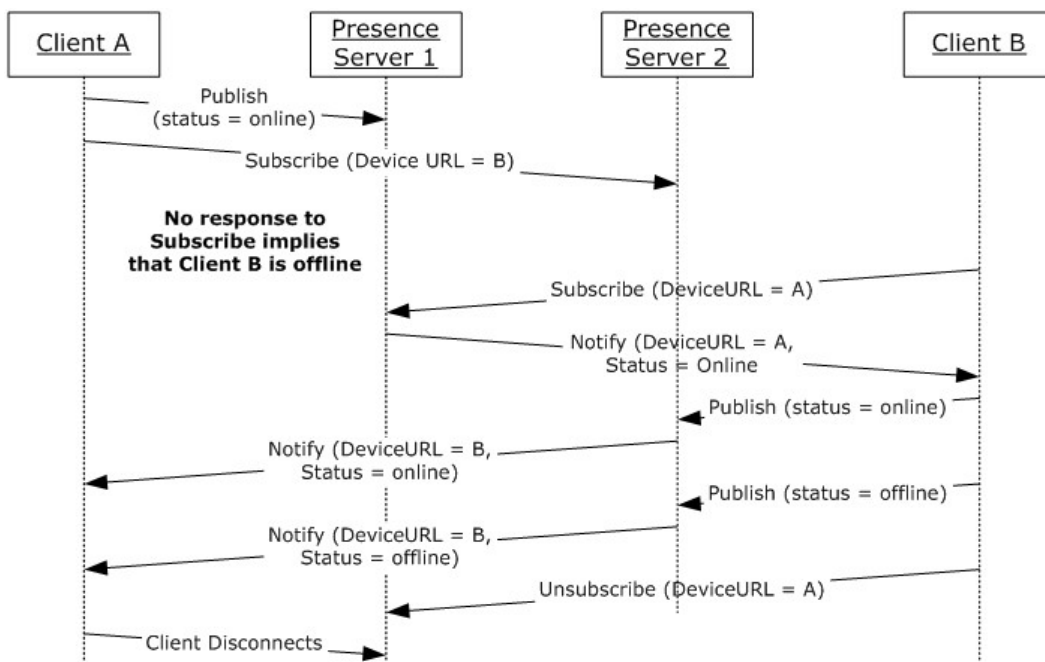 Client A
Presence
Server 1
Presence
Server 2
Client B
Publish
(status = online)
Subscribe (Device URL = B)
No response to
Subscribe implies
that Client B is offline
Subscribe (DeviceURL = A)
Notify (DeviceURL = A,
Status = Online
Publish (status = online)
Notify (DeviceURL = B,
Status = online)
Publish (status = offline)
Notify (DeviceURL = B,
Status = offline)
Unsubscribe (DeviceURL = A)
Client Disconnects